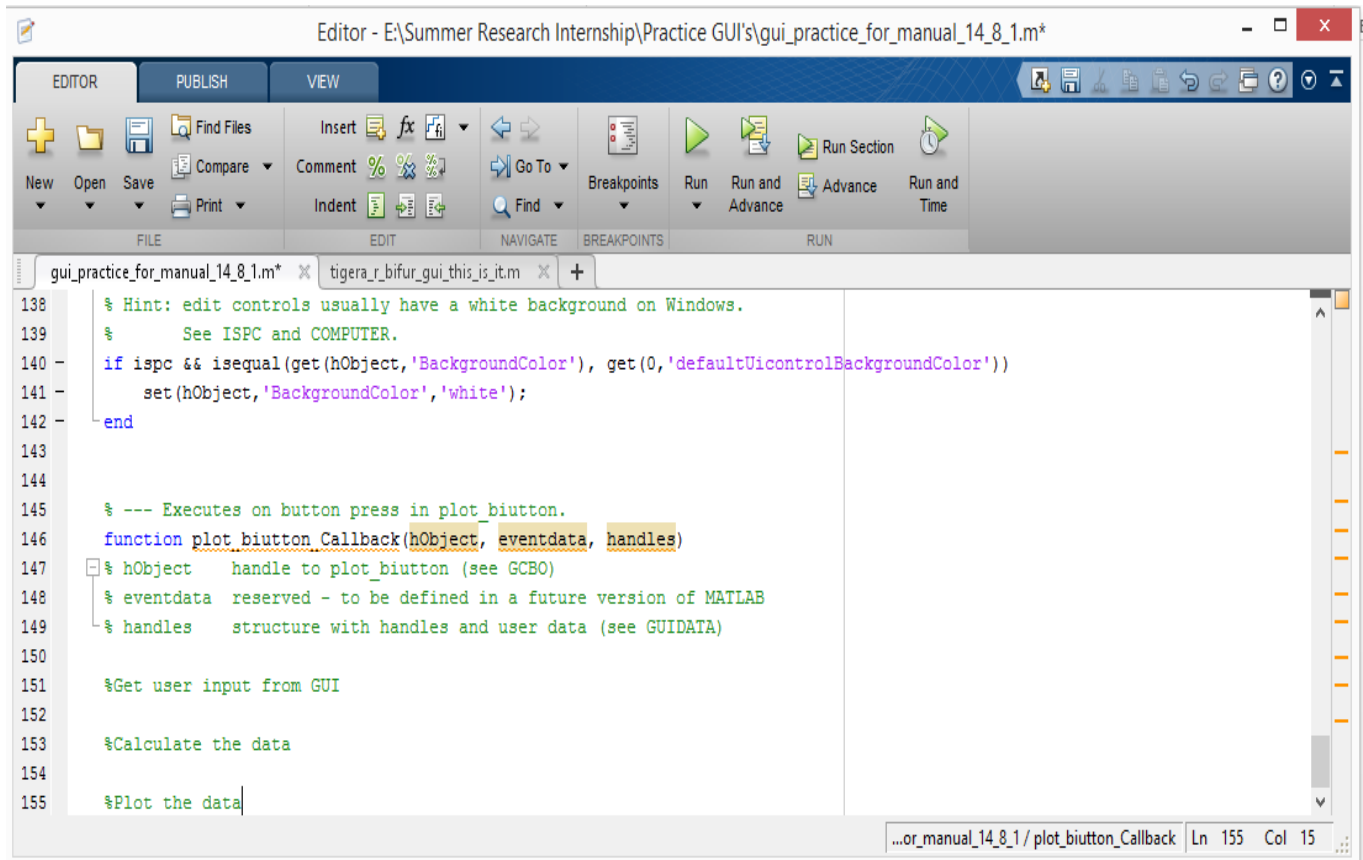 Editor - E:\Summer Research Internship\Practice GUI's\gui_practice_for_manual_14_8_1.m*
EDITOR PUBLISH VIEW
New Open Save Find Files Compare Print
FILE
Insert fx
Comment
Indent
EDIT
Go To
Find
NAVIGATE
Breakpoints
BREAKPOINTS
Run Run and Advance Run Section Advance Run and Time
RUN
gui_practice_for_manual_14_8_1.m* tigera_r_bifur_gui_this_is_it.m
138 % Hint: edit controls usually have a white background on Windows.
139 %       See ISPC and COMPUTER.
140 – if ispc && isequal(get(hObject,'BackgroundColor'), get(0,'defaultUicontrolBackgroundColor'))
141 –     set(hObject,'BackgroundColor','white');
142 – end
143
144
145 % --- Executes on button press in plot_biutton.
146 function plot_biutton_Callback(hObject, eventdata, handles)
147 % hObject    handle to plot_biutton (see GCBO)
148 % eventdata  reserved - to be defined in a future version of MATLAB
149 % handles    structure with handles and user data (see GUIDATA)
150
151 %Get user input from GUI
152
153 %Calculate the data
154
155 %Plot the data
...or_manual_14_8_1 / plot_biutton_Callback Ln 155 Col 15